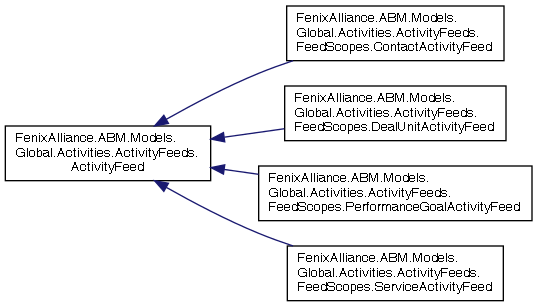 FenixAlliance.ABM.Models.
Global.Activities.ActivityFeeds.
FeedScopes.ContactActivityFeed
FenixAlliance.ABM.Models.
Global.Activities.ActivityFeeds.
FeedScopes.DealUnitActivityFeed
FenixAlliance.ABM.Models.
Global.Activities.ActivityFeeds.
ActivityFeed
FenixAlliance.ABM.Models.
Global.Activities.ActivityFeeds.
FeedScopes.PerformanceGoalActivityFeed
FenixAlliance.ABM.Models.
Global.Activities.ActivityFeeds.
FeedScopes.ServiceActivityFeed